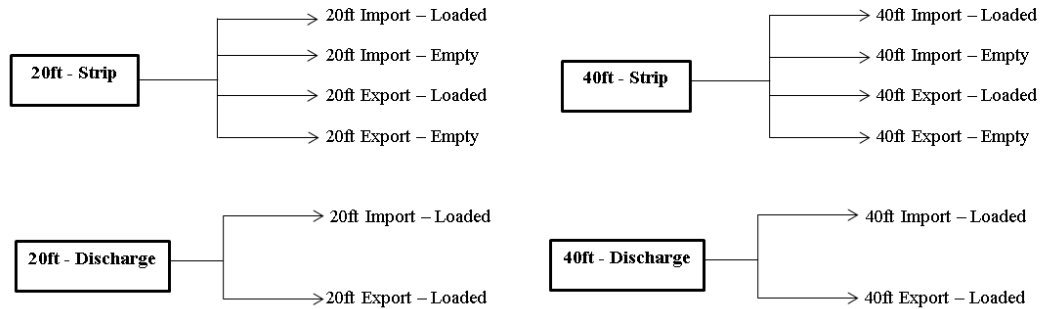 20ft Import – Loaded
20ft Import – Empty
20ft - Strip
20ft Export – Loaded
20ft Export – Empty
40ft Import – Loaded
40ft Import – Empty
40ft - Strip
40ft Export – Loaded
40ft Export – Empty
20ft Import – Loaded
20ft - Discharge
20ft Export – Loaded
40ft Import – Loaded
40ft - Discharge
40ft Export – Loaded